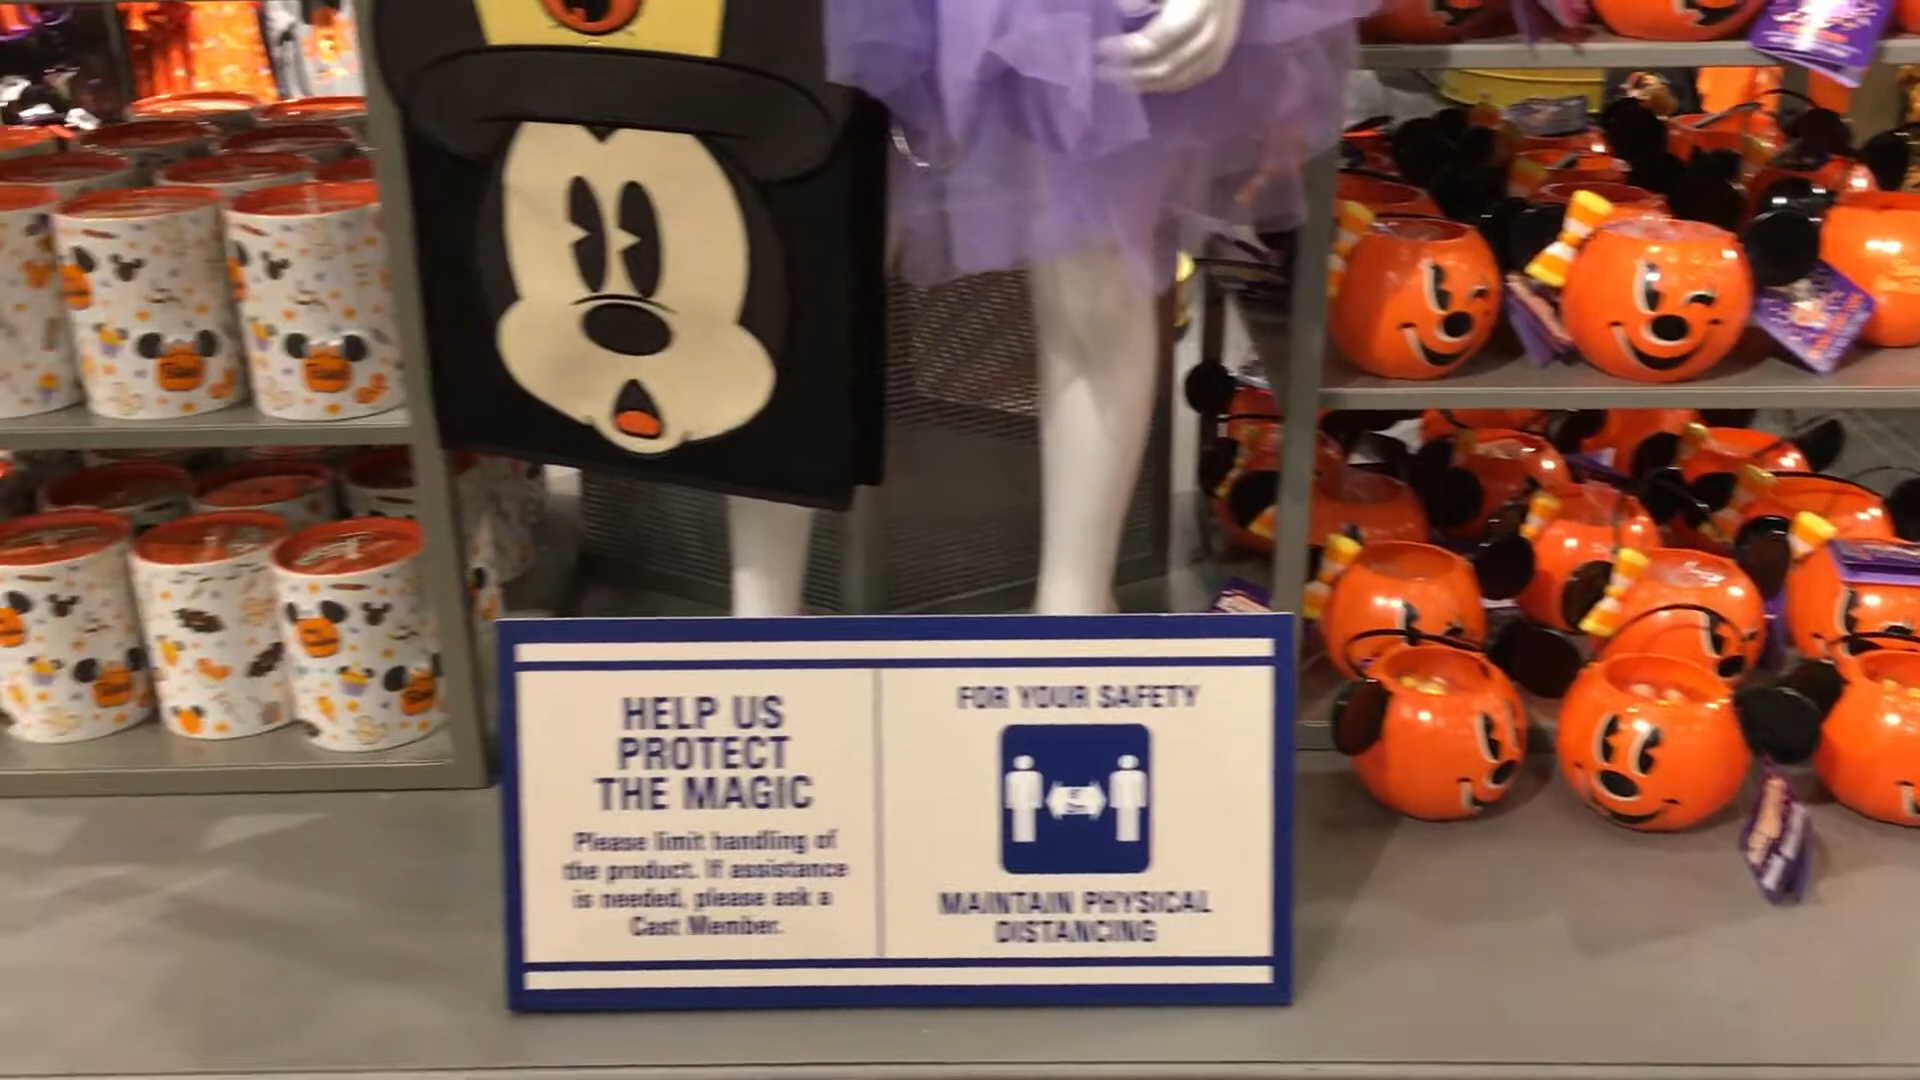 HELP US
PROTECT
THE MAGIC
Please limit handling of
the product. If assistance
is needed, please ask a
Cast Member.
FOR YOUR SAFETY
MAINTAIN PHYSICAL
DISTANCING